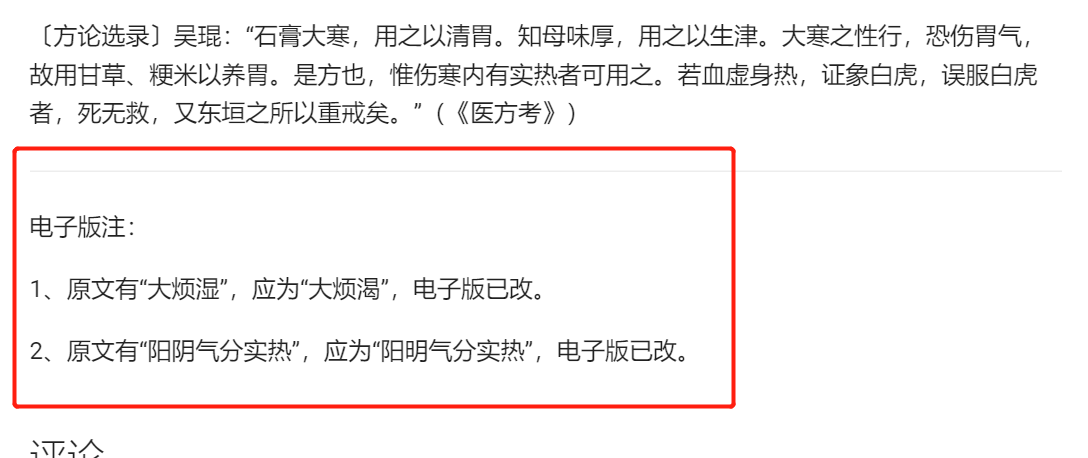 〔方论选录〕吴琨：“石膏大寒，用之以清胃。知母味厚，用之以生津。大寒之性行，恐伤胃气，
故用甘草、粳米以养胃。是方也，惟伤寒内有实热者可用之。若血虚身热，证象白虎，误服白虎
者，死无救，又东垣之所以重戒矣。”（《医方考》）
电子版注：
1、原文有“大烦湿”，应为“大烦渴”，电子版已改。
2、原文有“阳阴气分实热”，应为“阳明气分实热”，电子版已改。
评论